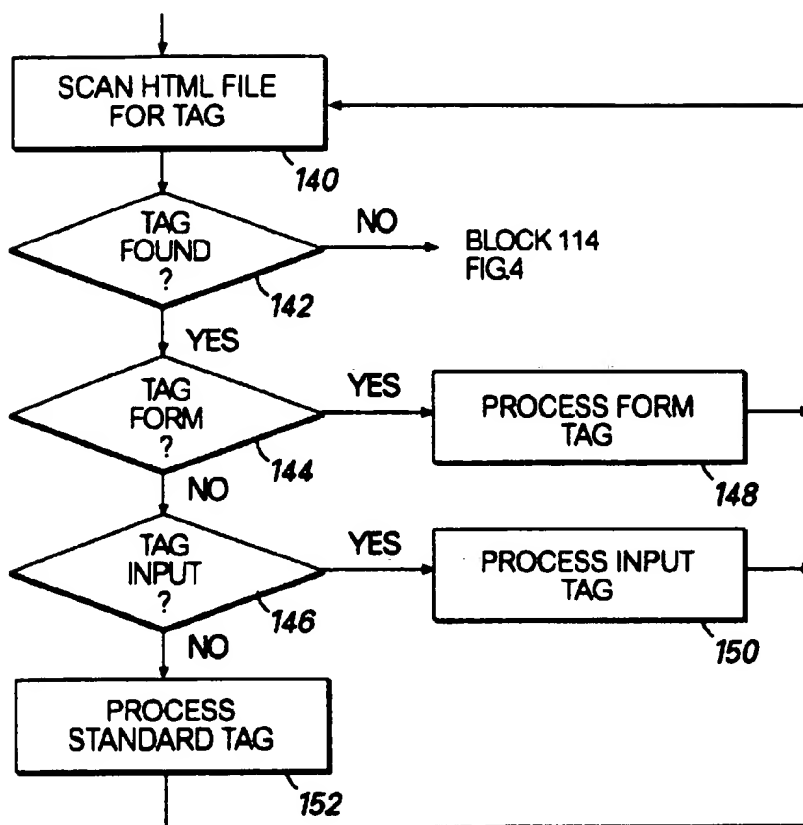 SCAN HTML FILE
FOR TAG
140
TAG
FOUND
?
NO
BLOCK 114
FIG.4
142
YES
TAG
FORM
?
YES
PROCESS FORM
TAG
144
148
NO
TAG
INPUT
?
YES
PROCESS INPUT
TAG
146
150
NO
PROCESS
STANDARD TAG
152